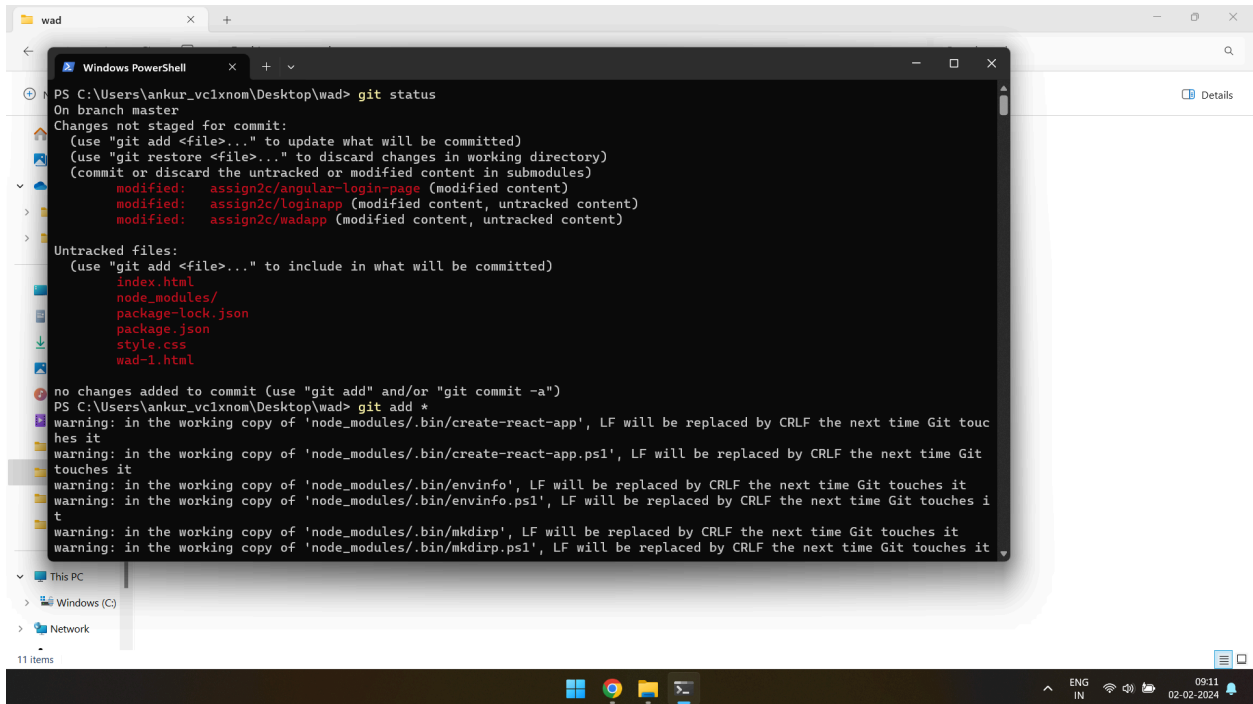 wad
Windows PowerShell
PS C:\Users\ankur_vc1xnom\Desktop\wad> git status
On branch master
Changes not staged for commit:
(use "git add <file>..." to update what will be committed)
(use "git restore <file>..." to discard changes in working directory)
(commit or discard the untracked or modified content in submodules)
modified:   assign2c/angular-login-page (modified content)
modified:   assign2c/loginapp (modified content, untracked content)
modified:   assign2c/wadapp (modified content, untracked content)
Untracked files:
(use "git add <file>..." to include in what will be committed)
index.html
node_modules/
package-lock.json
package.json
style.css
wad-1.html
no changes added to commit (use "git add" and/or "git commit -a")
PS C:\Users\ankur_vc1xnom\Desktop\wad> git add *
warning: in the working copy of 'node_modules/.bin/create-react-app', LF will be replaced by CRLF the next time Git touc
hes it
warning: in the working copy of 'node_modules/.bin/create-react-app.ps1', LF will be replaced by CRLF the next time Git
touches it
warning: in the working copy of 'node_modules/.bin/envinfo', LF will be replaced by CRLF the next time Git touches it
warning: in the working copy of 'node_modules/.bin/envinfo.ps1', LF will be replaced by CRLF the next time Git touches i
t
warning: in the working copy of 'node_modules/.bin/mkdirp', LF will be replaced by CRLF the next time Git touches it
warning: in the working copy of 'node_modules/.bin/mkdirp.ps1', LF will be replaced by CRLF the next time Git touches it
Details
This PC
Windows (C:)
Network
11 items
ENG
IN
09:11
02-02-2024